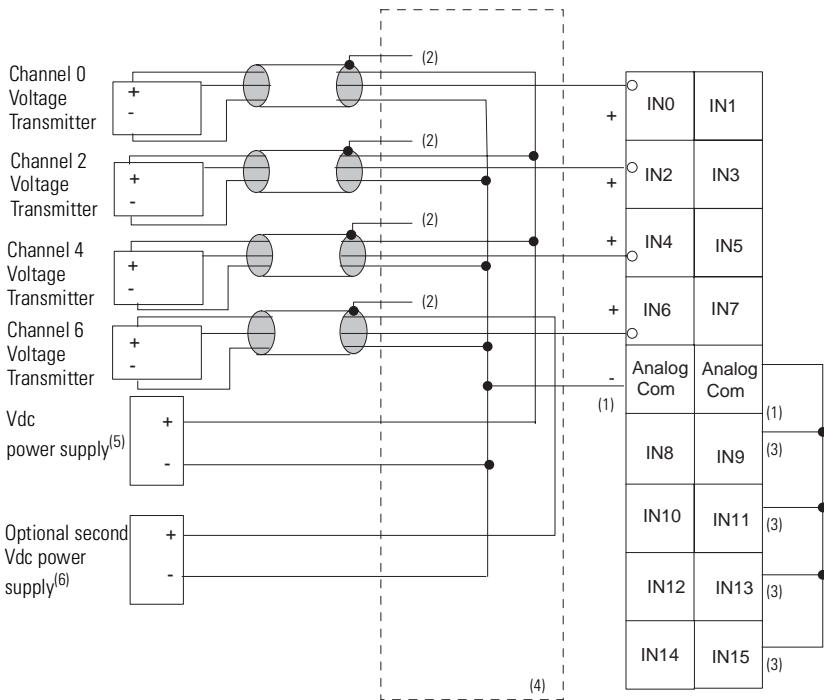 Channel 0
Voltage
Transmitter
+
-
(2)
+
IN0 IN1
Channel 2
Voltage
Transmitter
+
-
(2)
+
IN2 IN3
Channel 4
Voltage
Transmitter
+
-
(2)
+
IN4 IN5
Channel 6
Voltage
Transmitter
+
-
(2)
+
IN6 IN7
-
(1)
Analog
Com
Analog
Com
(1)
Vdc
power supply(5)
+
-
IN8 IN9 (3)
Optional second
Vdc power
supply(6)
+
-
IN10 IN11 (3)
IN12 IN13 (3)
IN14 IN15 (3)
(4)